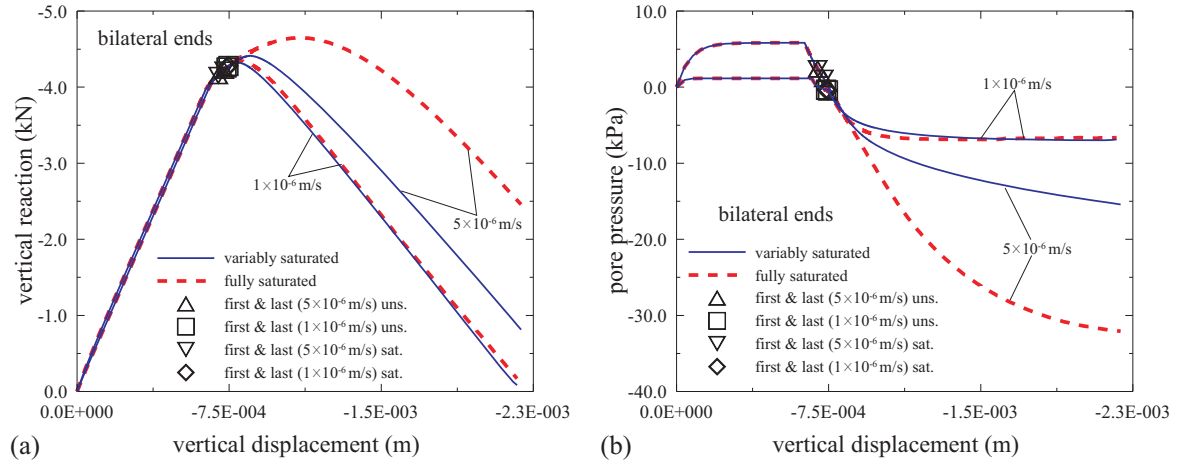 -5.0
-4.0
-3.0
-2.0
-1.0
0.0
vertical reaction (kN)
bilateral ends
1×10⁻⁶ m/s
5×10⁻⁶ m/s
variably saturated
fully saturated
first & last (5×10⁻⁶ m/s) uns.
first & last (1×10⁻⁶ m/s) uns.
first & last (5×10⁻⁶ m/s) sat.
first & last (1×10⁻⁶ m/s) sat.
0.0E+000 -7.5E-004 -1.5E-003 -2.3E-003
(a) vertical displacement (m)
10.0
0.0
-10.0
-20.0
-30.0
-40.0
pore pressure (kPa)
1×10⁻⁶ m/s
bilateral ends
5×10⁻⁶ m/s
variably saturated
fully saturated
first & last (5×10⁻⁶ m/s) uns.
first & last (1×10⁻⁶ m/s) uns.
first & last (5×10⁻⁶ m/s) sat.
first & last (1×10⁻⁶ m/s) sat.
0.0E+000 -7.5E-004 -1.5E-003 -2.3E-003
(b) vertical displacement (m)